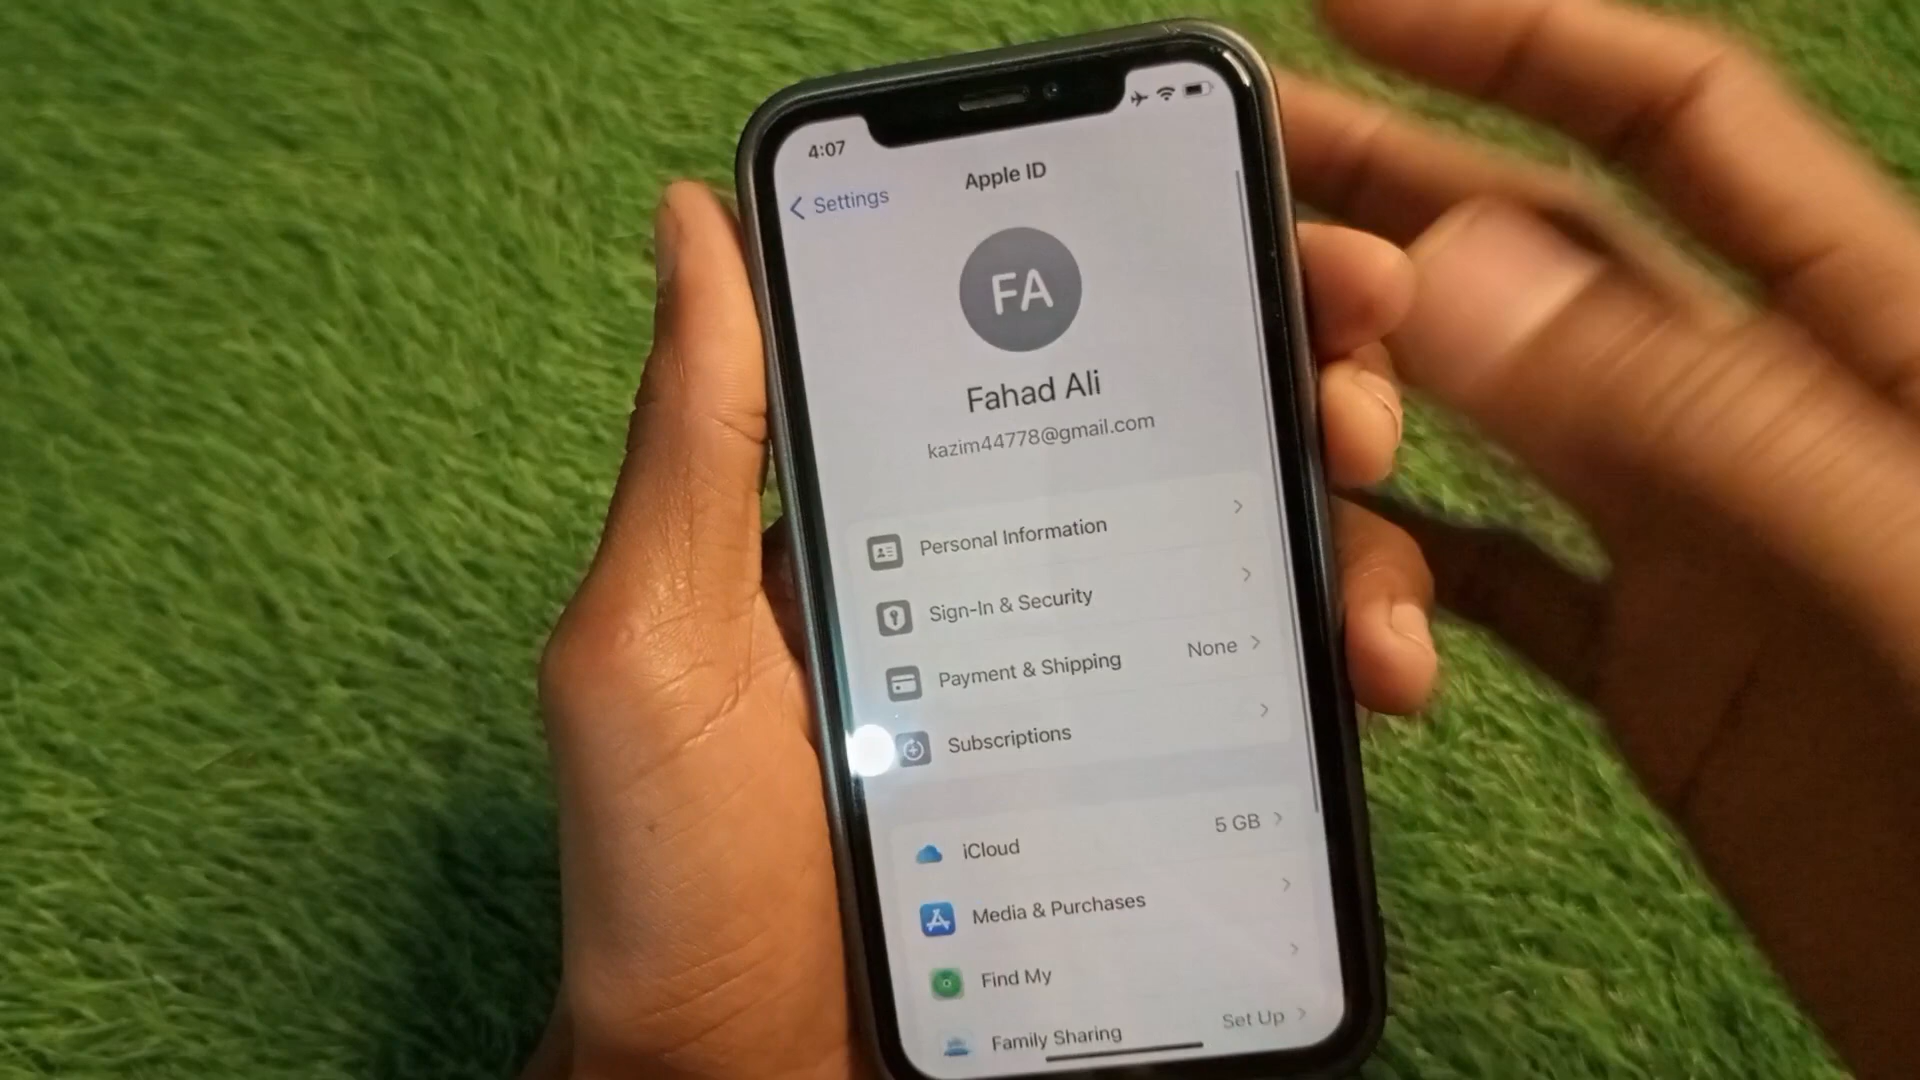 4:07
Settings
Apple ID
FA
Fahad Ali
kazim44778@gmail.com
Personal Information
Sign-In & Security
Payment & Shipping None
Subscriptions
iCloud 5 GB
Media & Purchases
Find My
Family Sharing Set Up